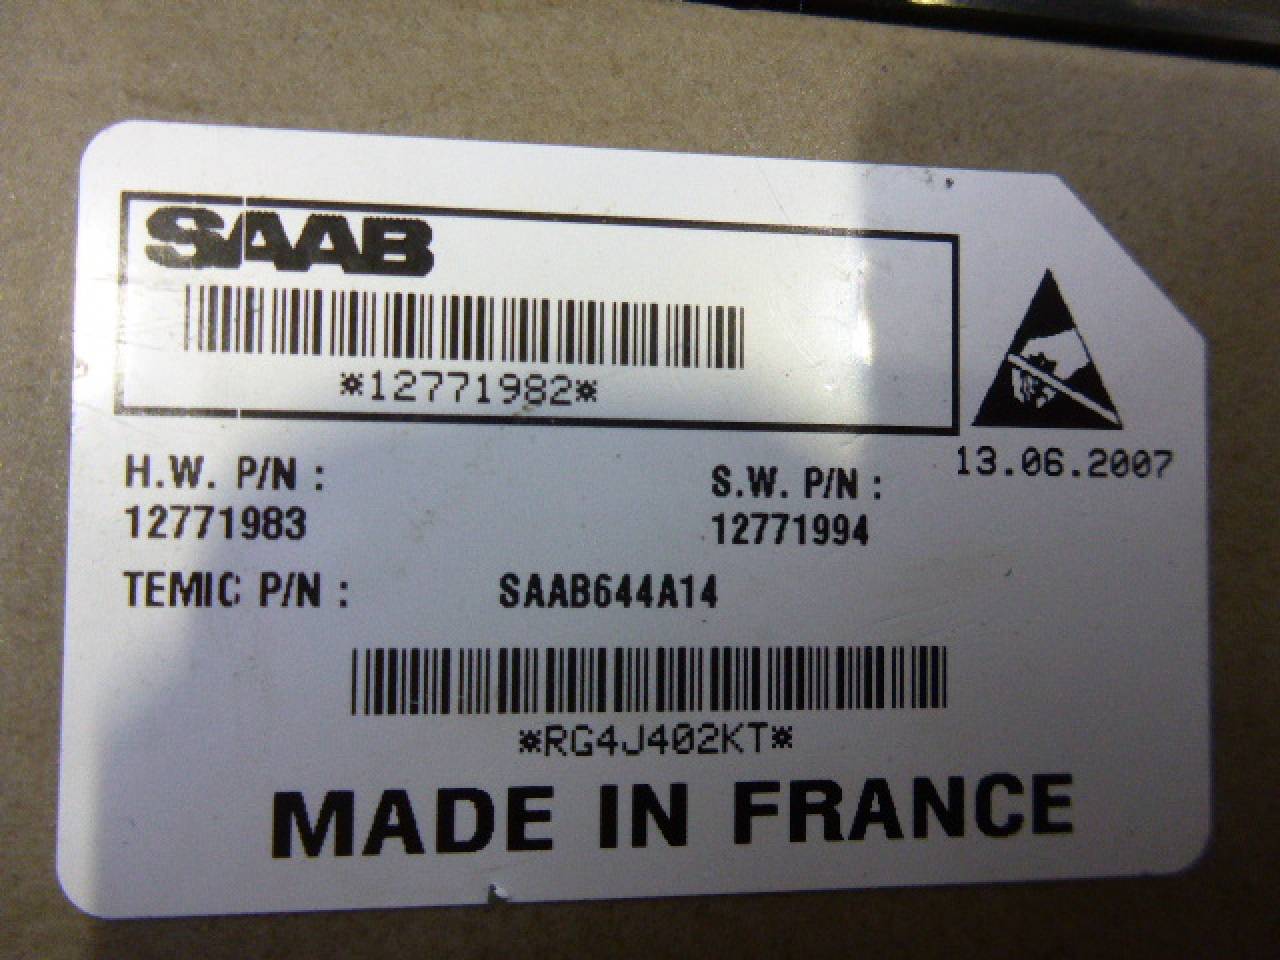 SAAB
*12771982*
13.06.2007
H.W. P/N :
12771983
S.W. P/N :
12771994
TEMIC P/N : SAAB644A14
*RG4J402KT*
MADE IN FRANCE